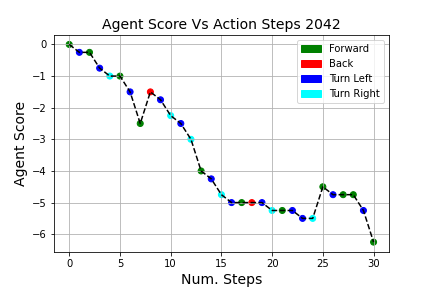 Agent Score Vs Action Steps 2042
Forward
Back
Turn Left
Turn Right
0
−1
−2
−3
−4
−5
−6
Agent Score
0 5 10 15 20 25 30
Num. Steps